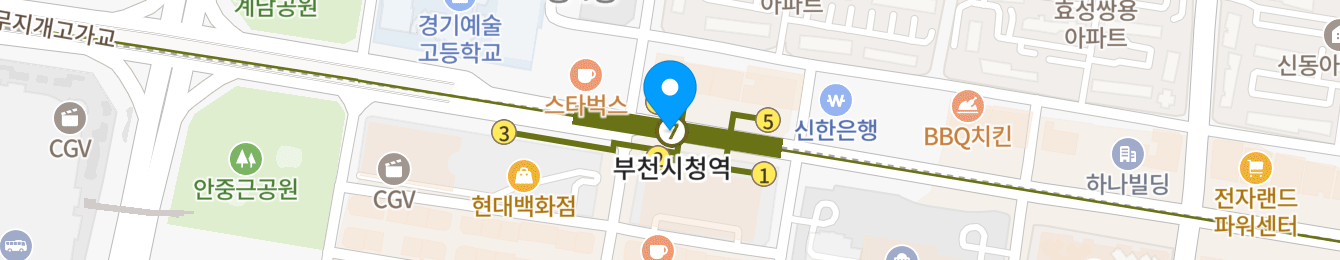 계남공원
아파트
효성쌍용
아파트
무지개고가교
경기예술
고등학교
신동아
스타벅스
신한은행
BBQ치킨
CGV
3
5
7
부천시청역
1
안중근공원
CGV
현대백화점
하나빌딩
전자랜드
파워센터